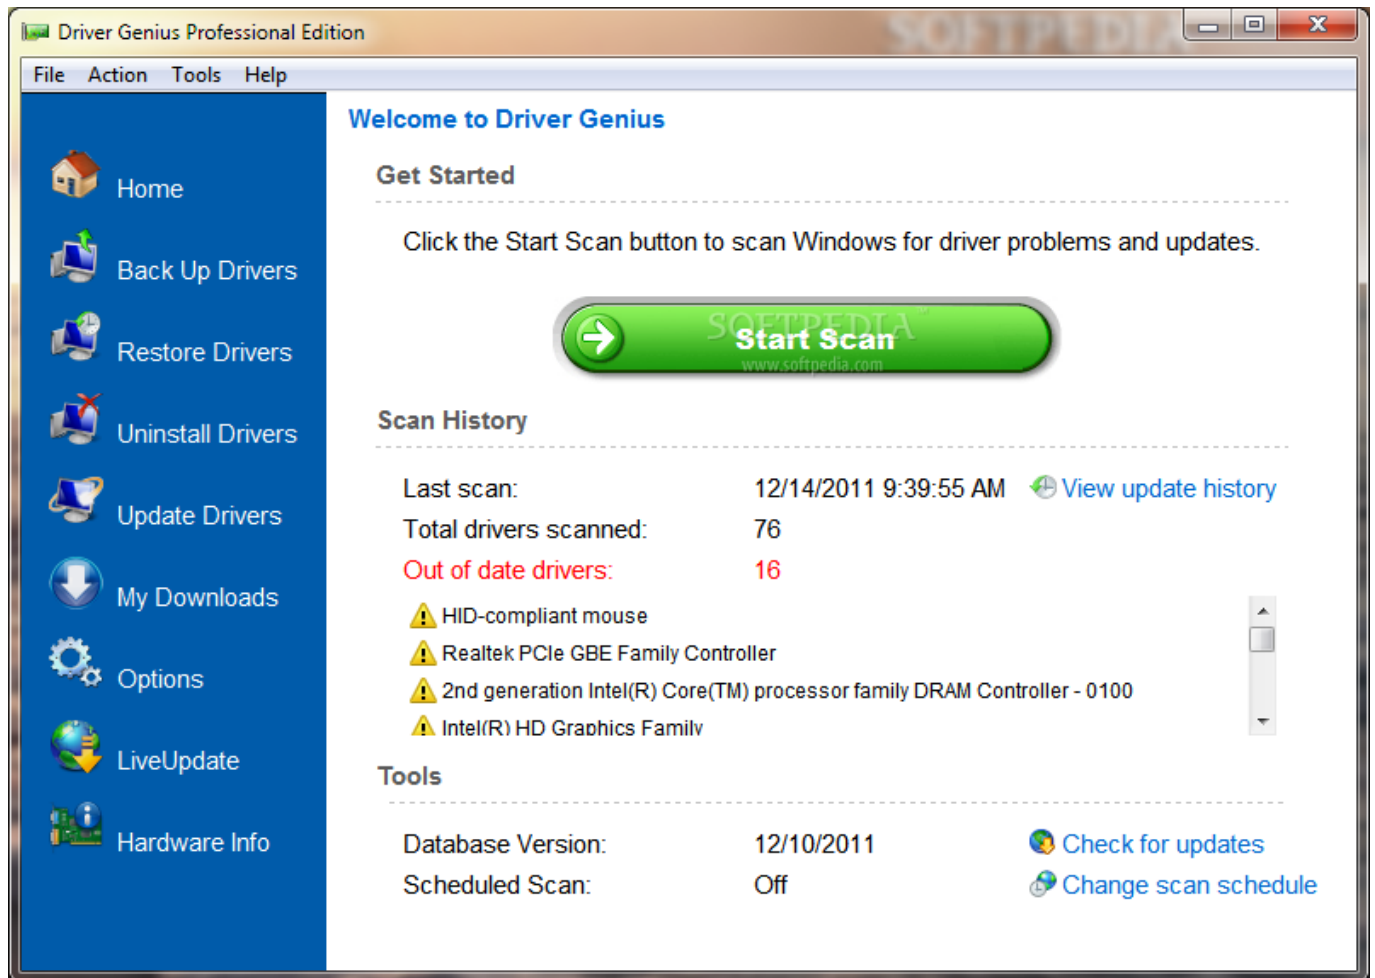 Driver Genius Professional Edition
SOFTPEDIA
File Action Tools Help
Welcome to Driver Genius
Home
Back Up Drivers
Restore Drivers
Uninstall Drivers
Update Drivers
My Downloads
Options
LiveUpdate
Hardware Info
Get Started
Click the Start Scan button to scan Windows for driver problems and updates.
SOFTPEDIA™
Start Scan
www.softpedia.com
Scan History
Last scan: 12/14/2011 9:39:55 AM View update history
Total drivers scanned: 76
Out of date drivers: 16
HID-compliant mouse
Realtek PCIe GBE Family Controller
2nd generation Intel(R) Core(TM) processor family DRAM Controller - 0100
Intel(R) HD Graphics Family
Tools
Database Version: 12/10/2011 Check for updates
Scheduled Scan: Off Change scan schedule